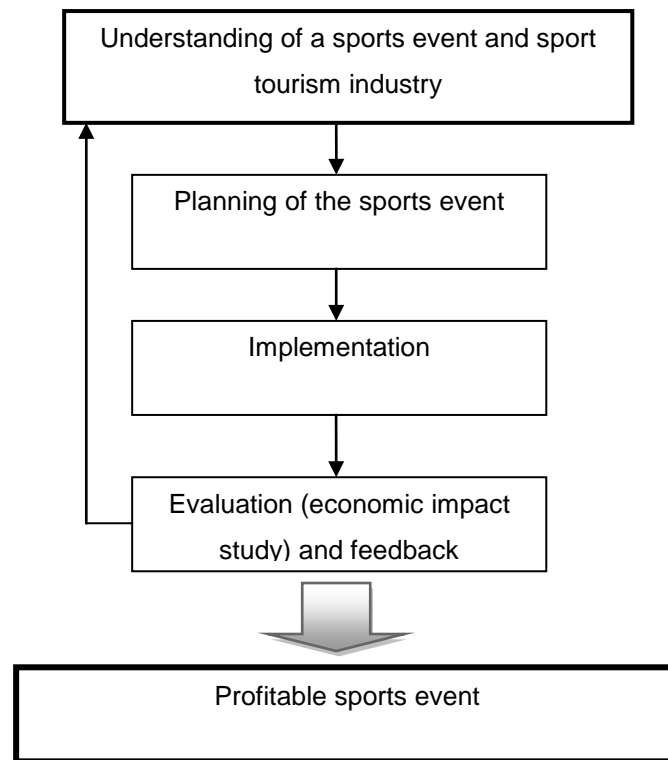 Understanding of a sports event and sport
tourism industry
Planning of the sports event
Implementation
Evaluation (economic impact
study) and feedback
Profitable sports event